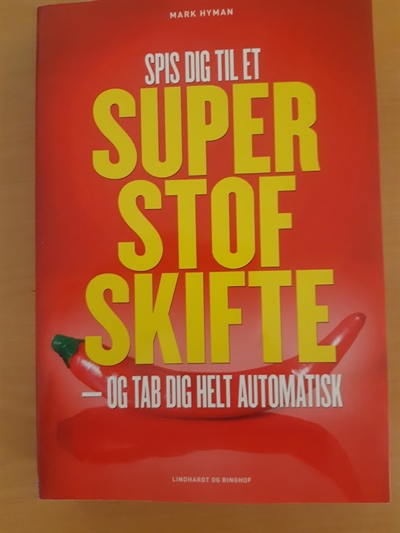 MARK HYMAN
SPIS DIG TIL ET
SUPER
STOF
SKIFTE
– OG TAB DIG HELT AUTOMATISK
LINDHARDT OG RINGHOF